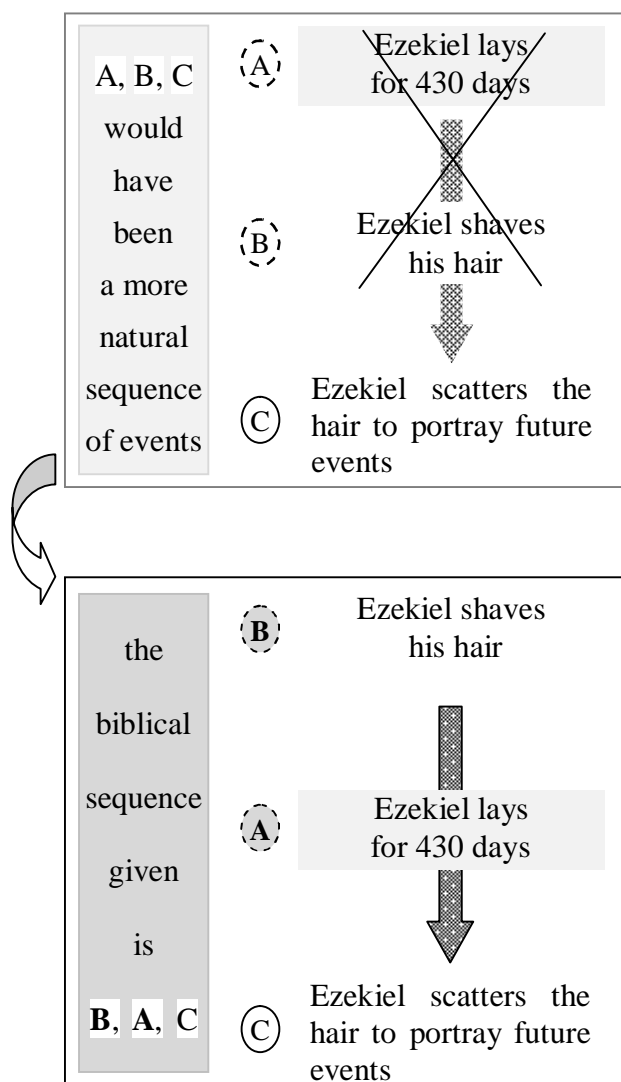 A, B, C
would
have
been
a more
natural
sequence
of events
A
Ezekiel lays
for 430 days
B
Ezekiel shaves
his hair
C
Ezekiel scatters the
hair to portray future
events
the
biblical
sequence
given
is
B, A, C
B
Ezekiel shaves
his hair
A
Ezekiel lays
for 430 days
C
Ezekiel scatters the
hair to portray future
events